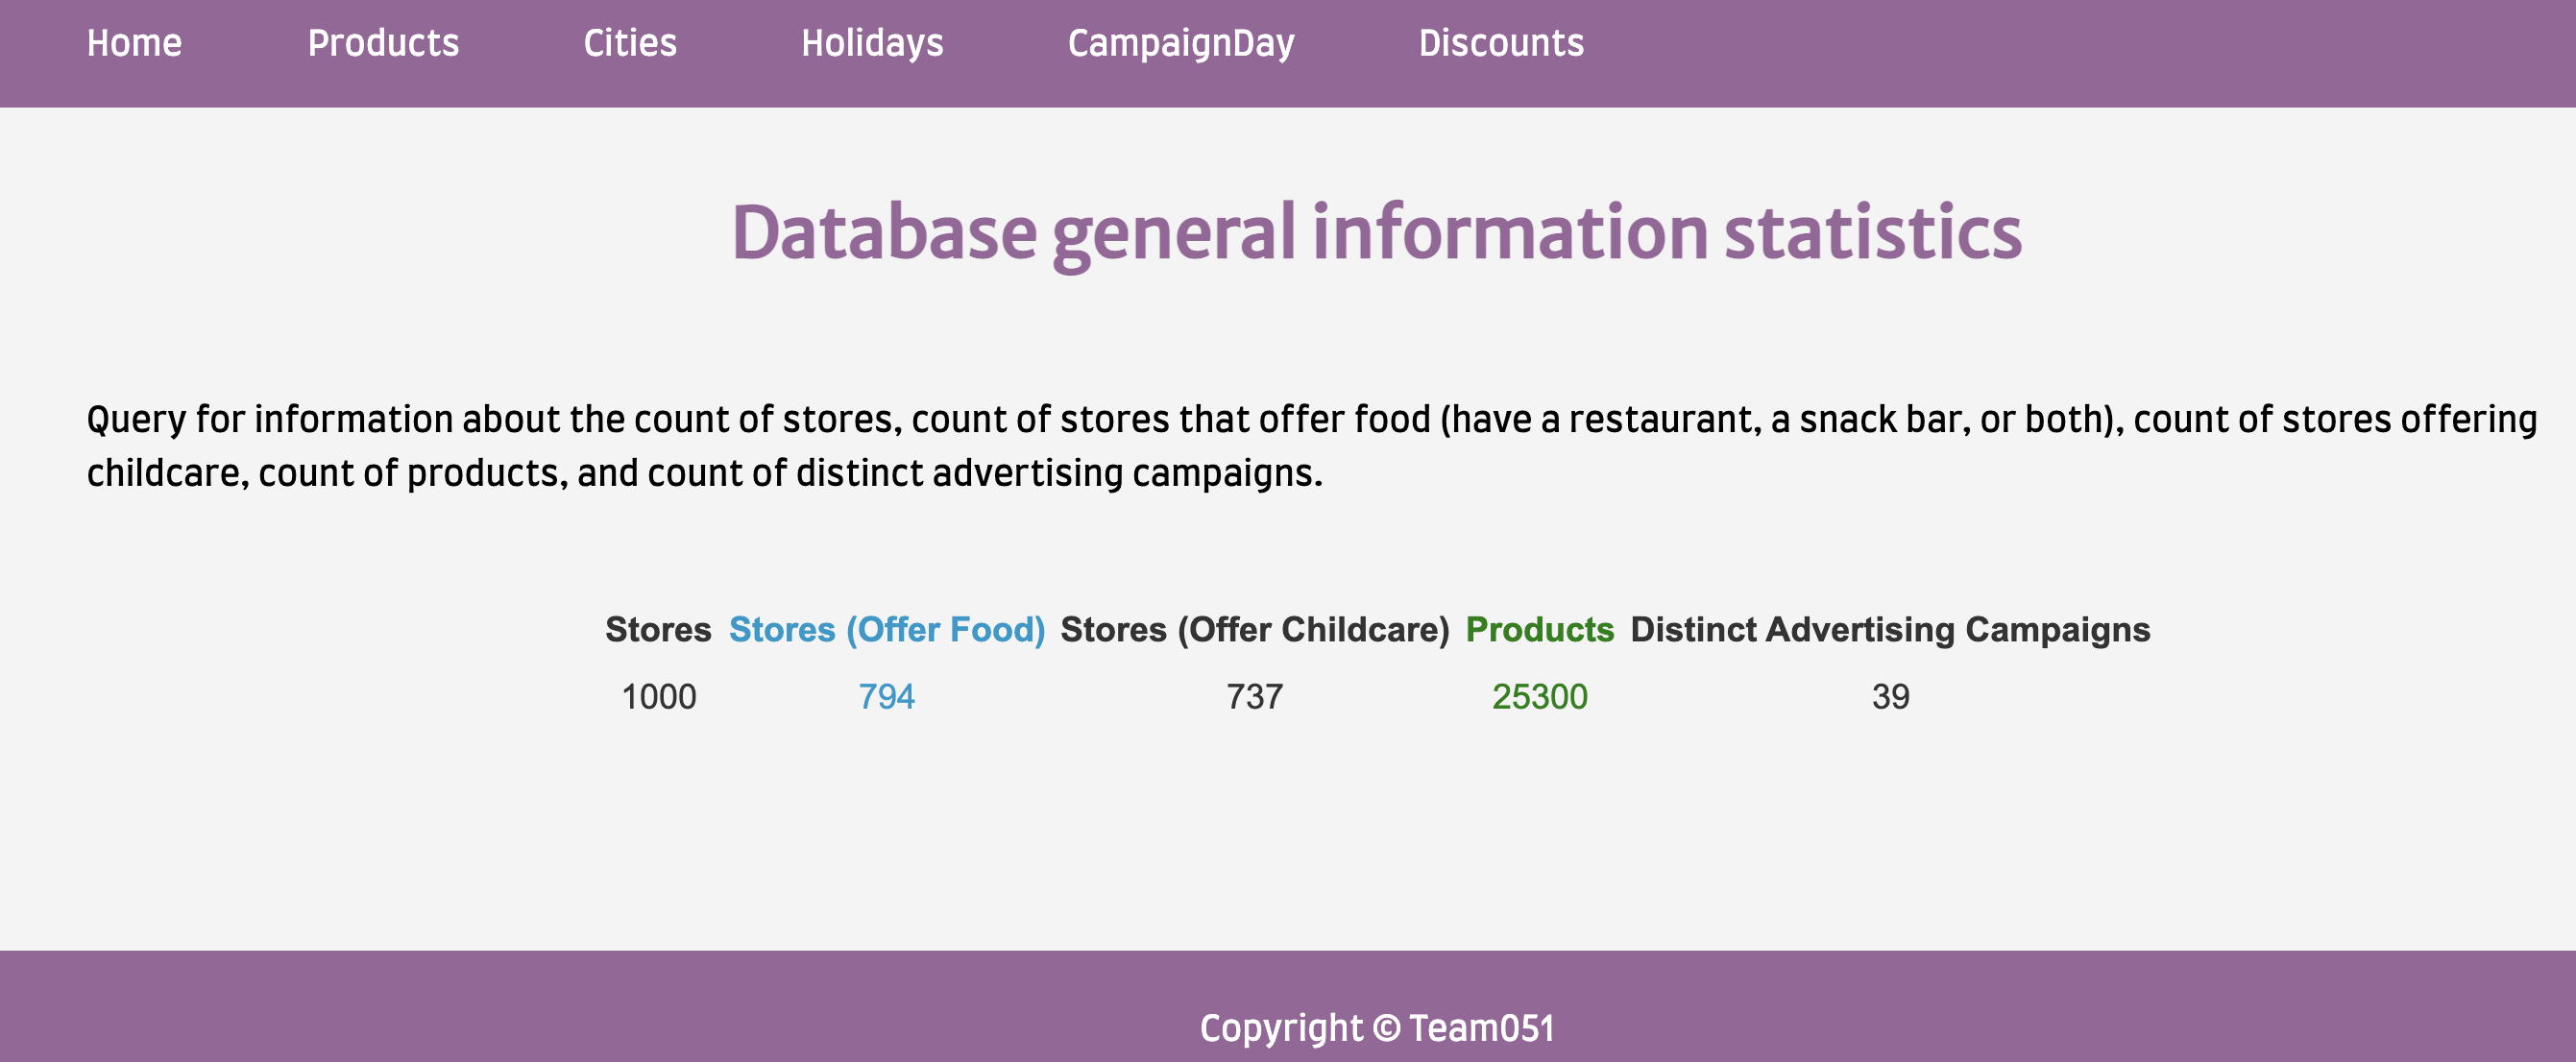 Home Products Cities Holidays CampaignDay Discounts
Database general information statistics
Query for information about the count of stores, count of stores that offer food (have a restaurant, a snack bar, or both), count of stores offering
childcare, count of products, and count of distinct advertising campaigns.
Stores Stores (Offer Food) Stores (Offer Childcare) Products Distinct Advertising Campaigns
1000 794 737 25300 39
Copyright © Team051